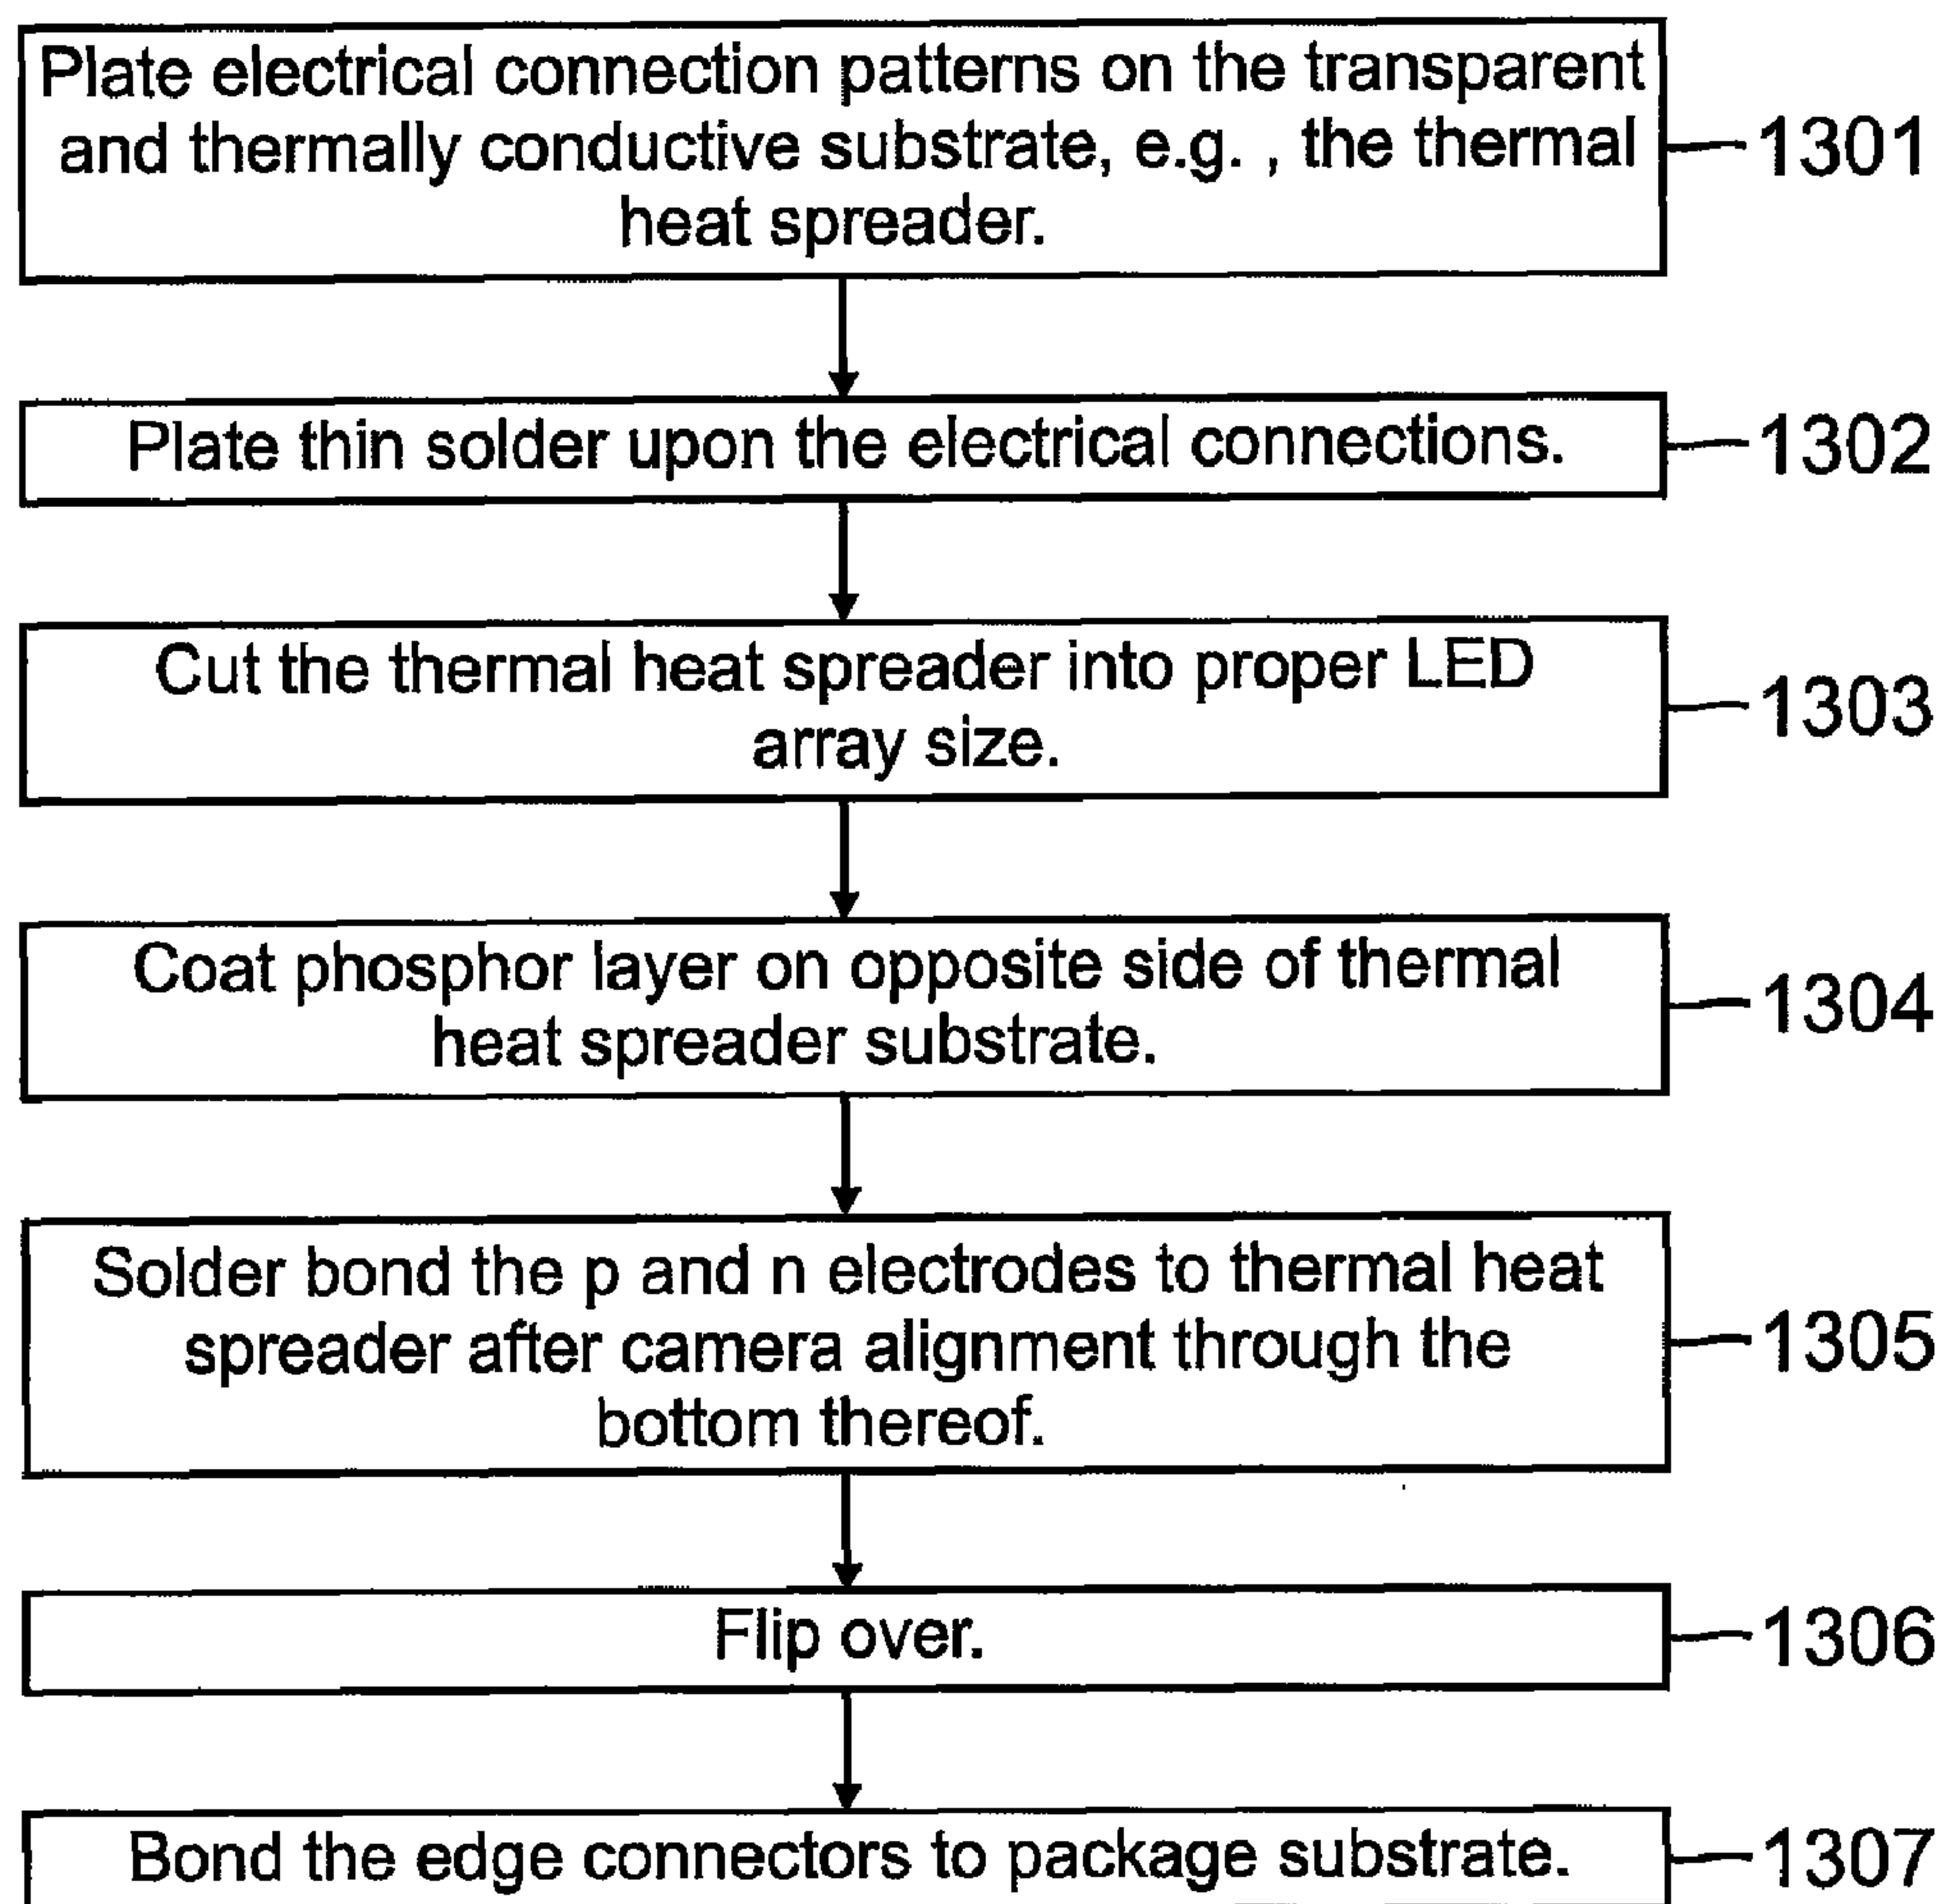 Plate electrical connection patterns on the transparent
and thermally conductive substrate, e.g. , the thermal
heat spreader.
1301
Plate thin solder upon the electrical connections.
1302
Cut the thermal heat spreader into proper LED
array size.
1303
Coat phosphor layer on opposite side of thermal
heat spreader substrate.
1304
Solder bond the p and n electrodes to thermal heat
spreader after camera alignment through the
bottom thereof.
1305
Flip over.
1306
Bond the edge connectors to package substrate.
1307